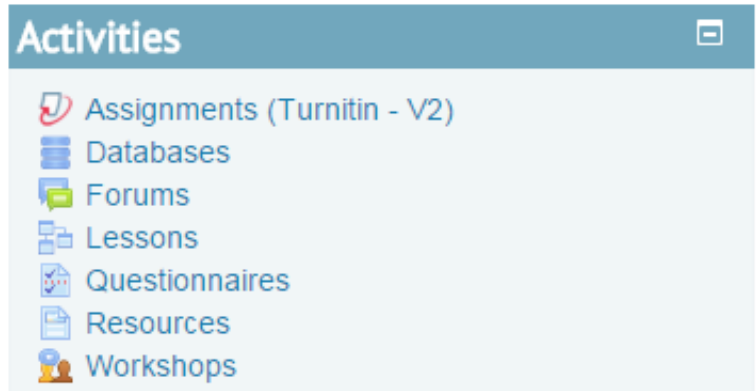 Activities
Assignments (Turnitin - V2)
Databases
Forums
Lessons
Questionnaires
Resources
Workshops